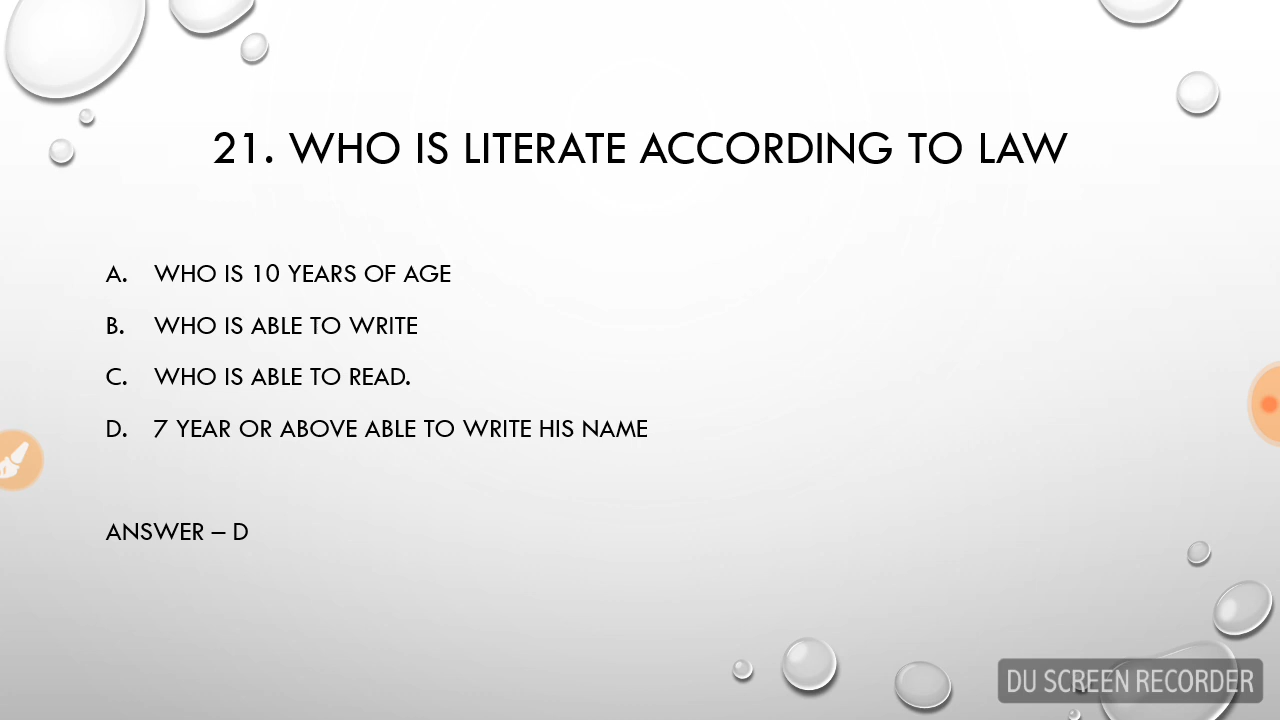 21. WHO IS LITERATE ACCORDING TO LAW
A. WHO IS 10 YEARS OF AGE
B. WHO IS ABLE TO WRITE
C. WHO IS ABLE TO READ.
D. 7 YEAR OR ABOVE ABLE TO WRITE HIS NAME
ANSWER – D
DU SCREEN RECORDER